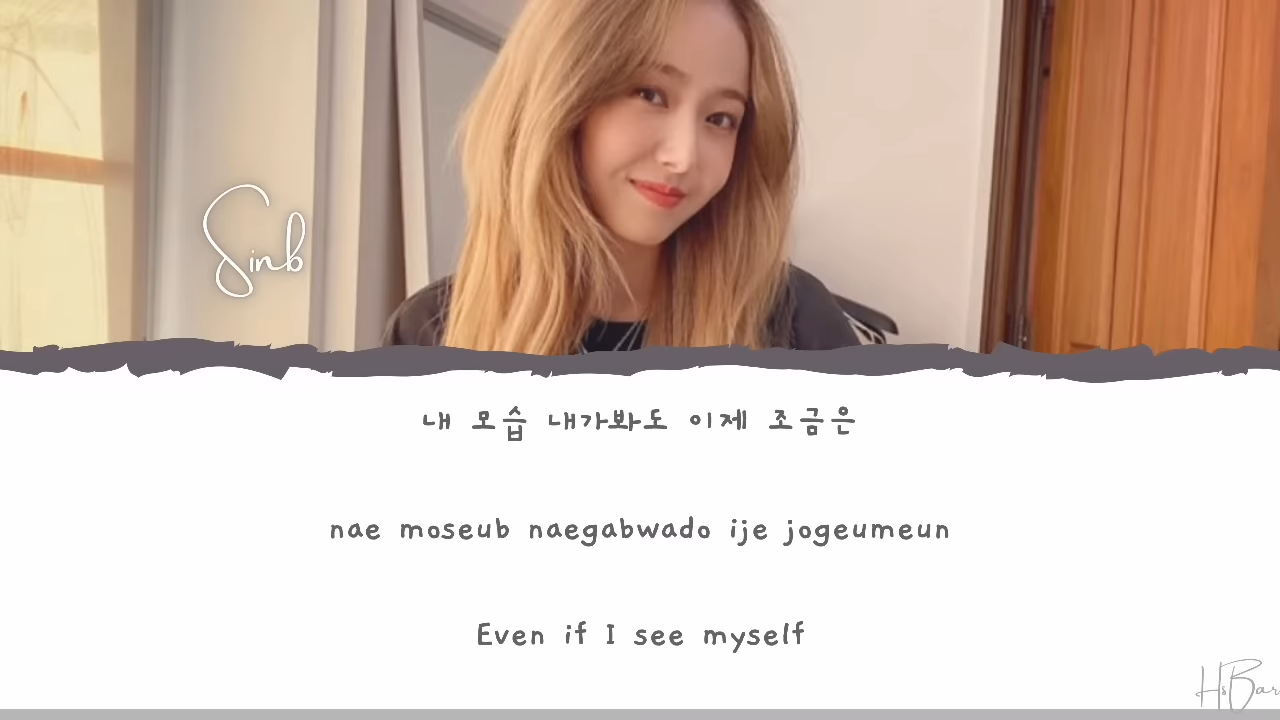 Sinb
내 모습 내가봐도 이제 조금은
nae moseub naegabwado ije jogeumeun
Even if I see myself
HsBar